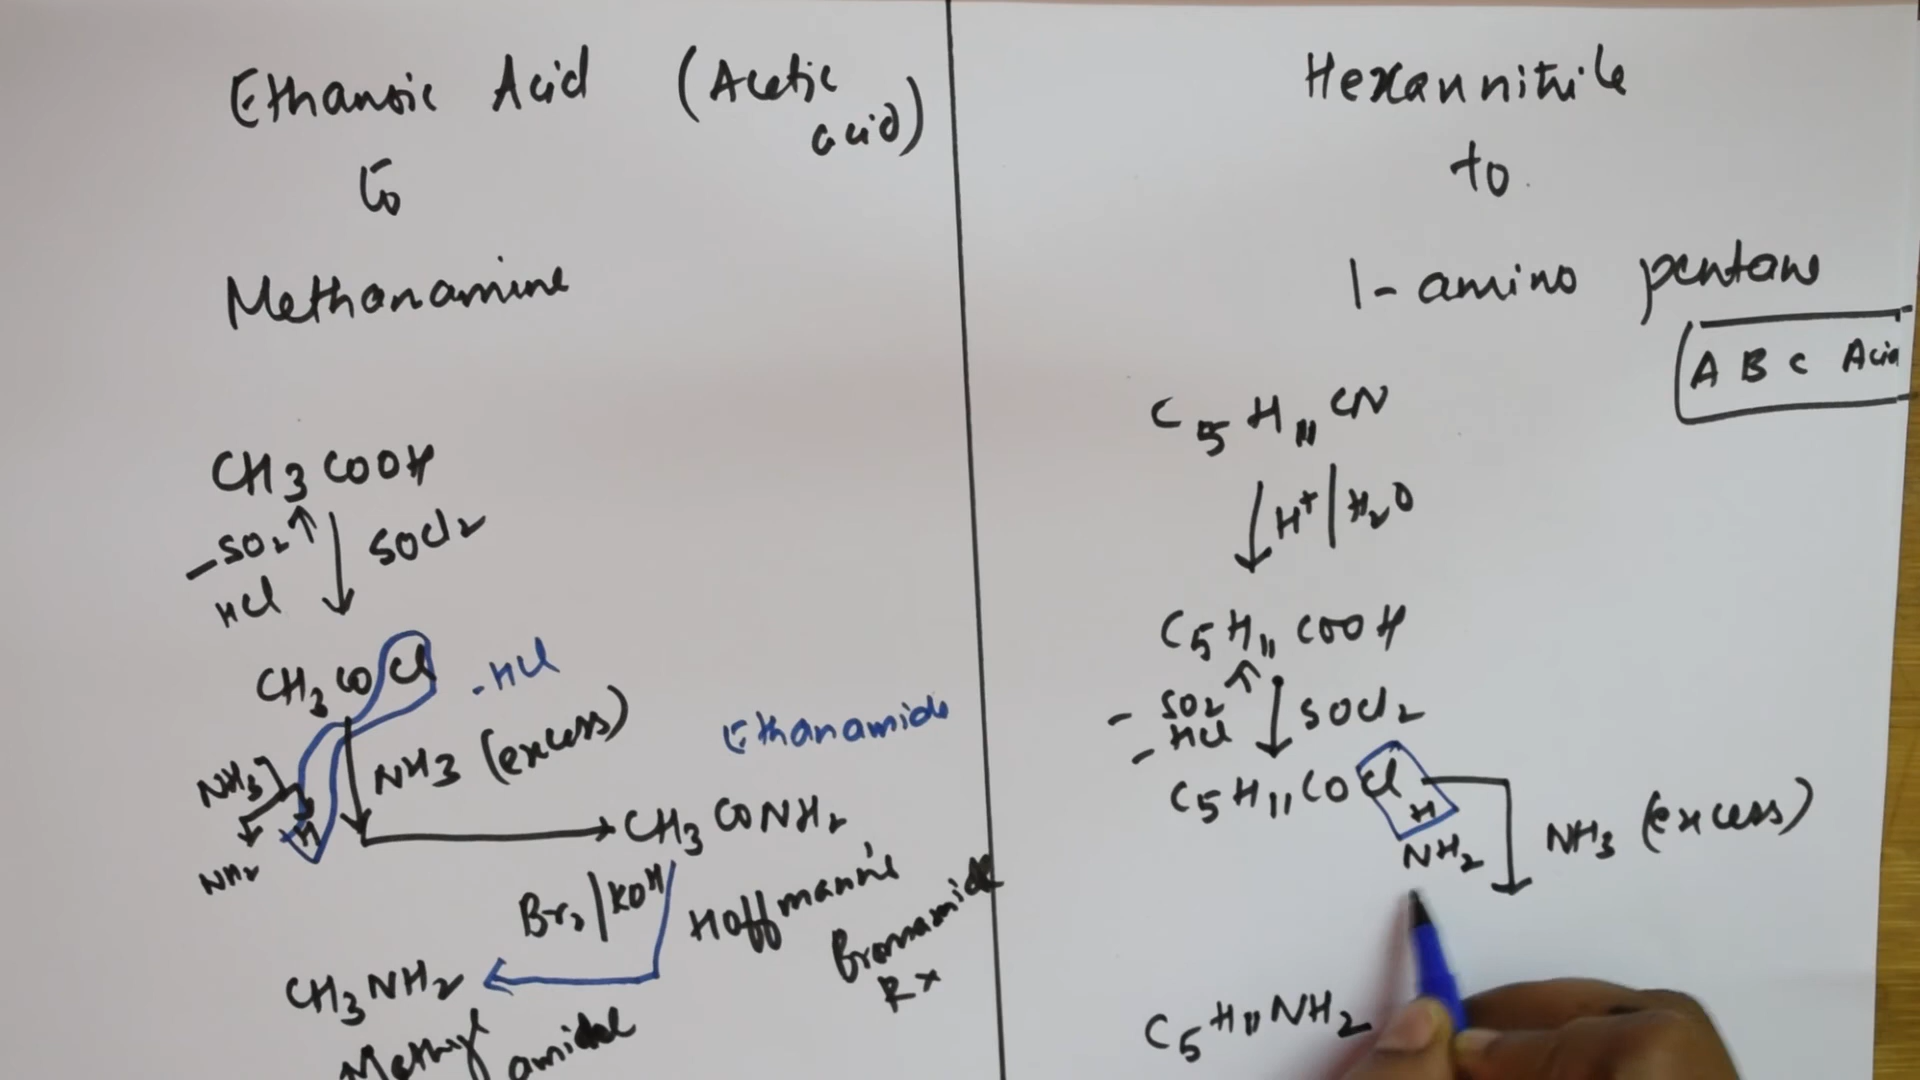 Ethanoic Acid (Acetic
acid)
to
Methanamine
CH3COOH
-SO2↑
HCl
SOCl2
CH3COCl
-HCl
NH3 (excess)
NH3
H
NH2
Ethanamide
CH3CONH2
Br2/KOH
Hoffmann's
Bromamide
Rx
CH3NH2
Methyl
Hexannitrile
to
1-amino pentane
A B C Acid
C5H11CN
H+/H2O
C5H11COOH
- SO2↑
- HCl
SOCl2
C5H11COCl
H
NH2
NH3 (excess)
C5H11NH2